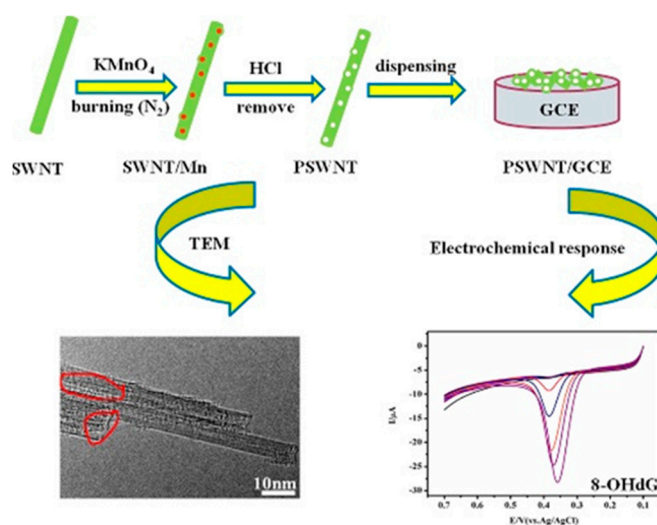 KMnO₄
burning (N₂)
HCl
remove
dispensing
GCE
SWNT
SWNT/Mn
PSWNT
PSWNT/GCE
TEM
Electrochemical response
10nm
0
-5
-10
-15
-20
-25
-30
I/μA
8-OHdG
0.7
0.6
0.5
0.4
0.3
0.2
0.1
E/V(vs.Ag/AgCl)